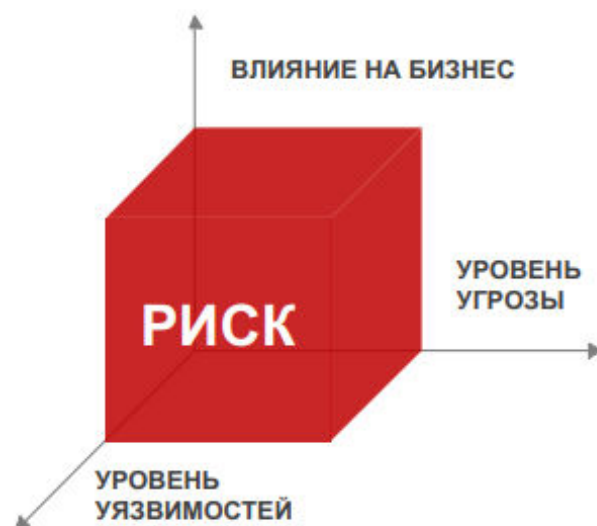 ВЛИЯНИЕ НА БИЗНЕС
УРОВЕНЬ
УГРОЗЫ
РИСК
УРОВЕНЬ
УЯЗВИМОСТЕЙ